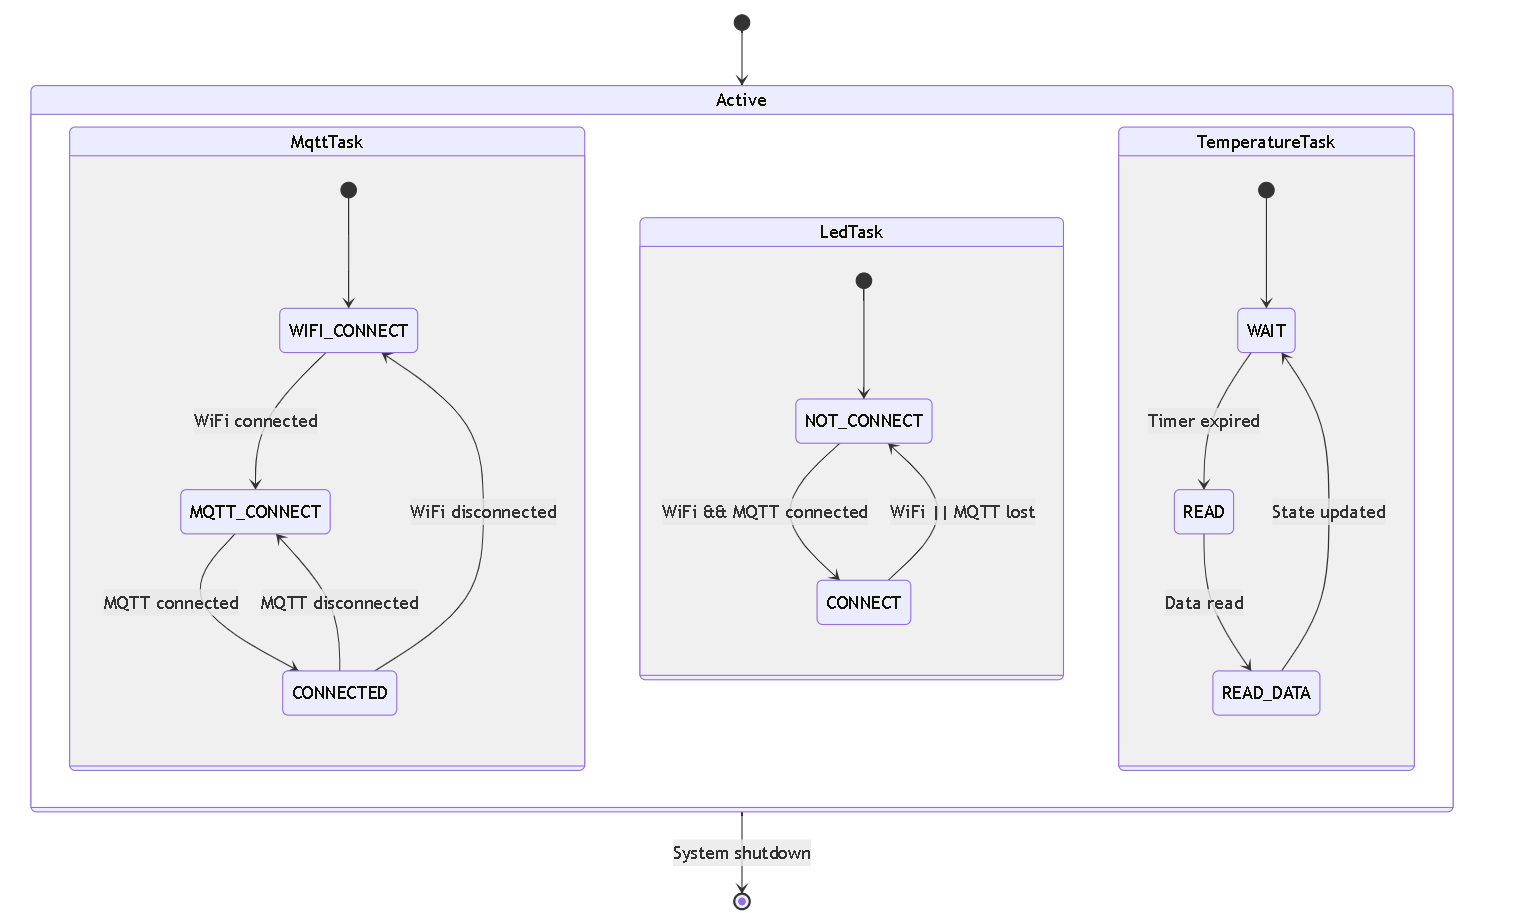 Active
MqttTask
WIFI_CONNECT
WiFi connected
MQTT_CONNECT
WiFi disconnected
MQTT connected
MQTT disconnected
CONNECTED
LedTask
NOT_CONNECT
WiFi && MQTT connected
WiFi || MQTT lost
CONNECT
TemperatureTask
WAIT
Timer expired
READ
State updated
Data read
READ_DATA
System shutdown